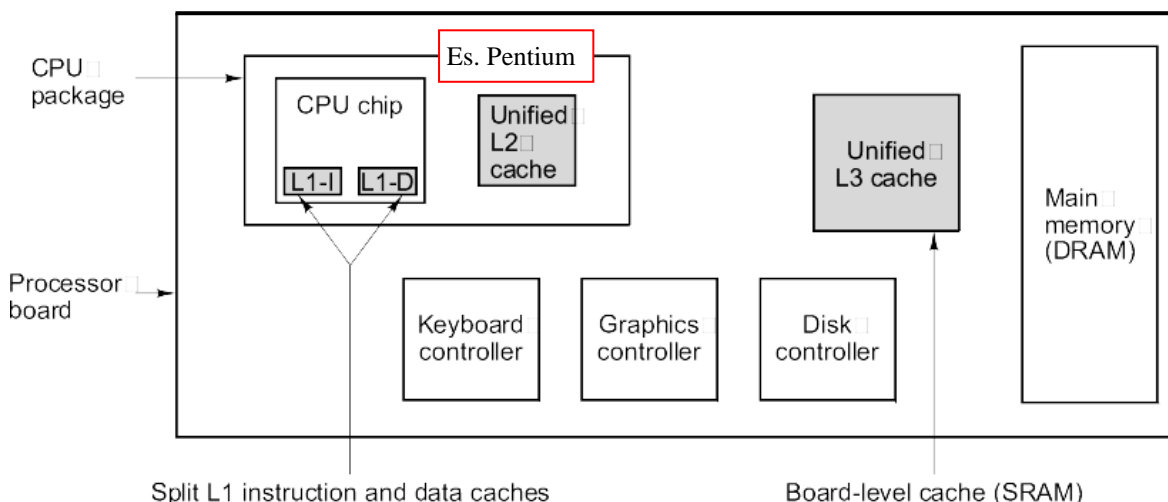 Es. Pentium
CPU
package
CPU chip
L1-I
L1-D
Unified
L2
cache
Unified
L3 cache
Main
memory
(DRAM)
Processor
board
Keyboard
controller
Graphics
controller
Disk
controller
Split L1 instruction and data caches
Board-level cache (SRAM)